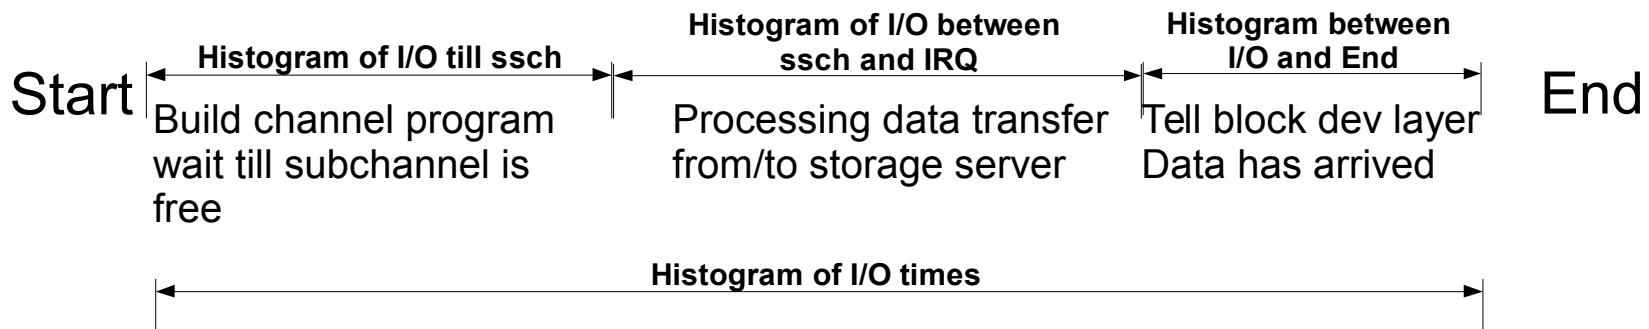 Histogram of I/O till ssch
Histogram of I/O between
ssch and IRQ
Histogram between
I/O and End
Start
End
Build channel program
wait till subchannel is
free
Processing data transfer
from/to storage server
Tell block dev layer
Data has arrived
Histogram of I/O times